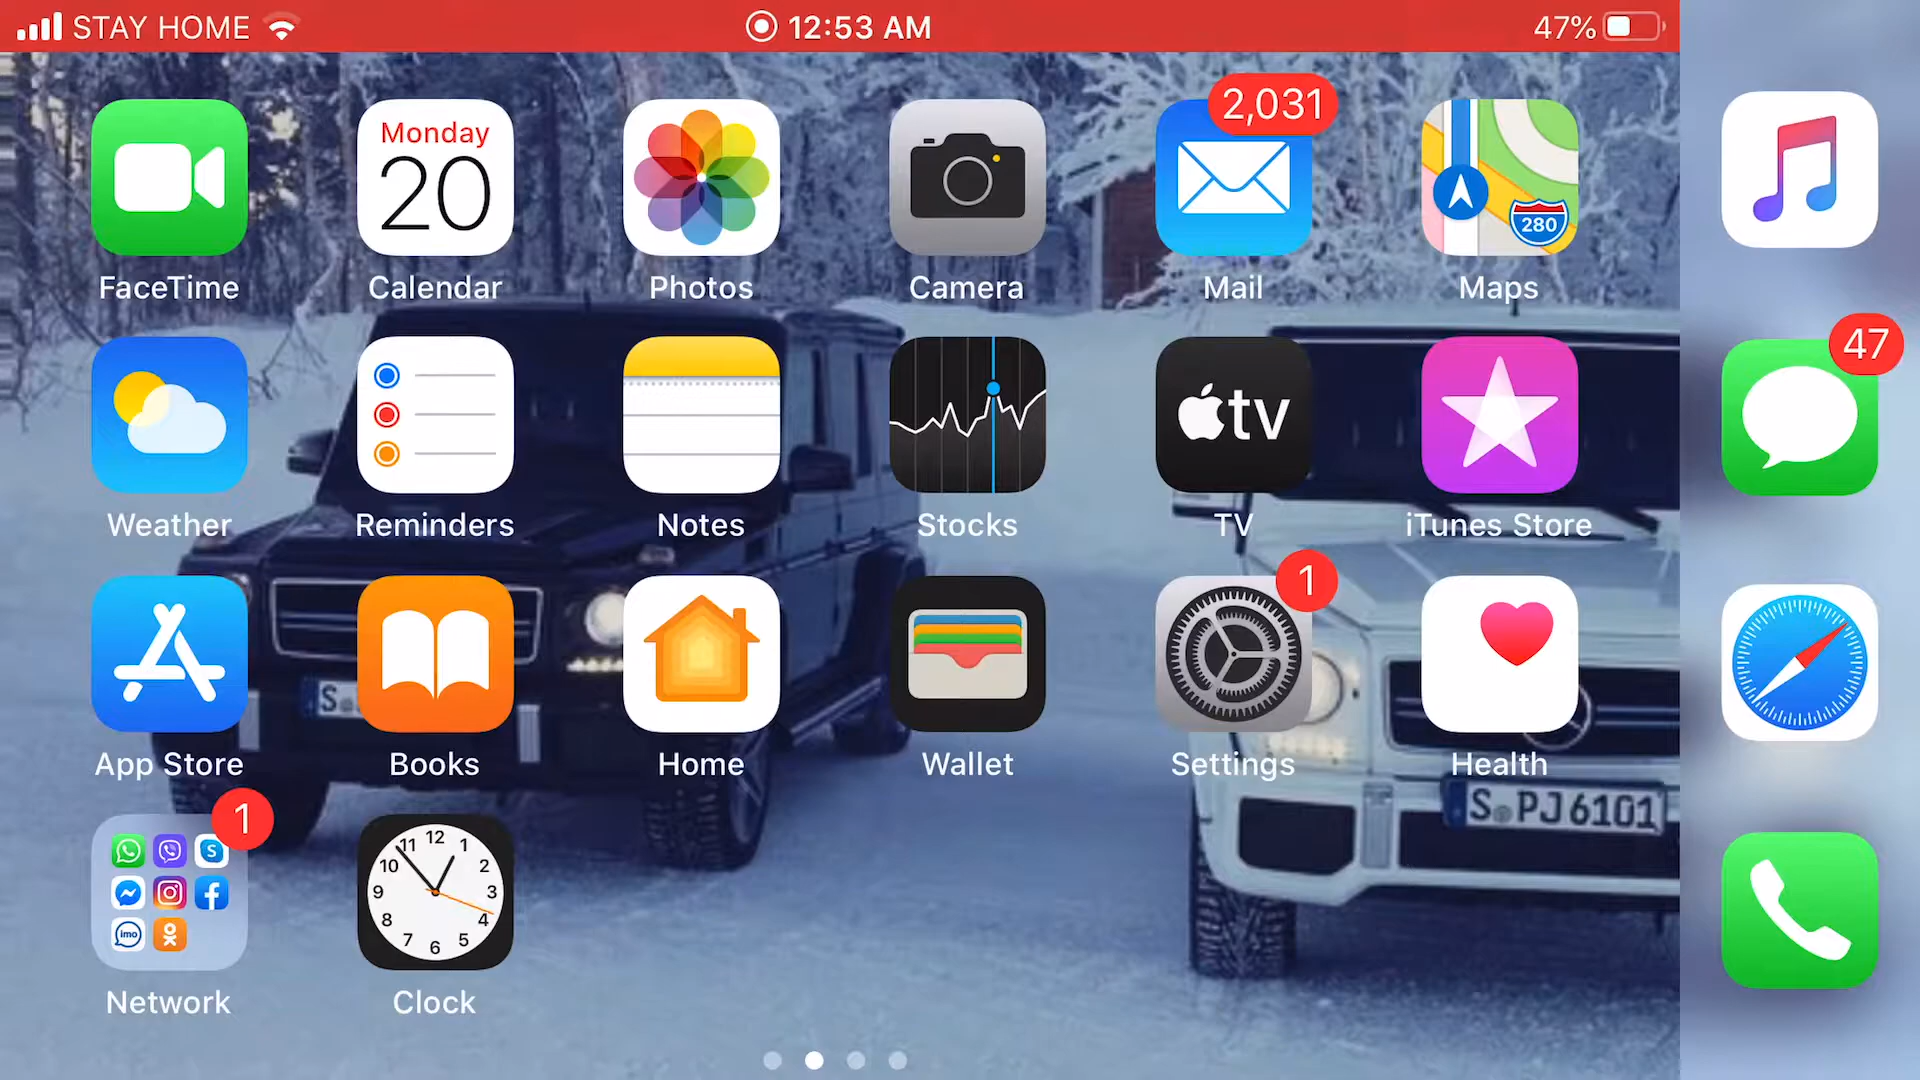 STAY HOME
12:53 AM
47%
2,031
Monday
20
280
FaceTime
Calendar
Photos
Camera
Mail
Maps
47
tv
Weather
Reminders
Notes
Stocks
TV
iTunes Store
1
App Store
Books
Home
Wallet
Settings
Health
S
S PJ6101
1
S
imo
12
1
2
3
4
5
6
7
8
9
10
11
Network
Clock